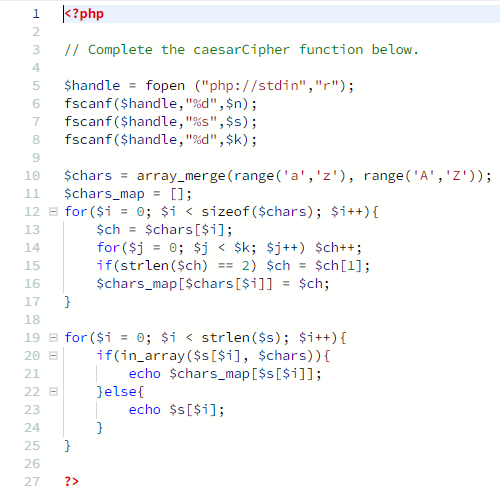 1 <?php
2
3 // Complete the caesarCipher function below.
4
5 $handle = fopen ("php://stdin","r");
6 fscanf($handle,"%d",$n);
7 fscanf($handle,"%s",$s);
8 fscanf($handle,"%d",$k);
9
10 $chars = array_merge(range('a','z'), range('A','Z'));
11 $chars_map = [];
12 for($i = 0; $i < sizeof($chars); $i++){
13     $ch = $chars[$i];
14     for($j = 0; $j < $k; $j++) $ch++;
15     if(strlen($ch) == 2) $ch = $ch[1];
16     $chars_map[$chars[$i]] = $ch;
17 }
18
19 for($i = 0; $i < strlen($s); $i++){
20     if(in_array($s[$i], $chars)){
21         echo $chars_map[$s[$i]];
22     }else{
23         echo $s[$i];
24     }
25 }
26
27 ?>